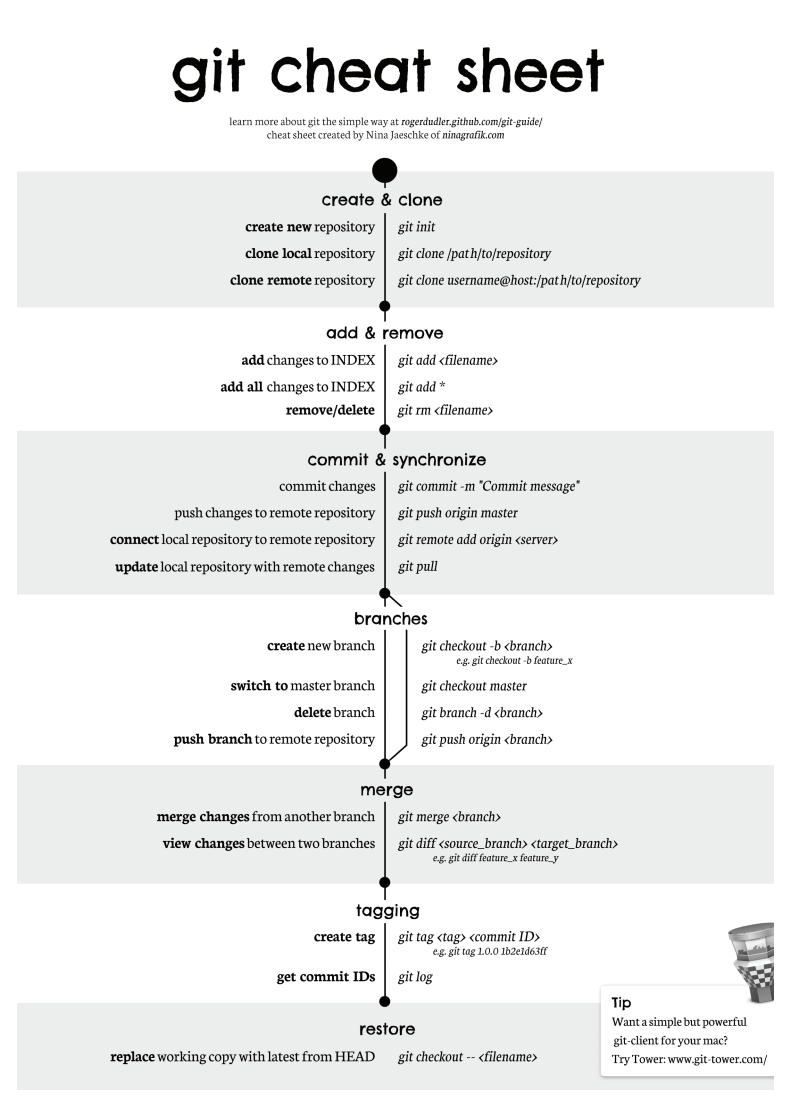 git cheat sheet
learn more about git the simple way at rogerdudler.github.com/git-guide/
cheat sheet created by Nina Jaeschke of ninagrafik.com
create & clone
create new repository git init
clone local repository git clone /path/to/repository
clone remote repository git clone username@host:/path/to/repository
add & remove
add changes to INDEX git add <filename>
add all changes to INDEX git add *
remove/delete git rm <filename>
commit & synchronize
commit changes git commit -m "Commit message"
push changes to remote repository git push origin master
connect local repository to remote repository git remote add origin <server>
update local repository with remote changes git pull
branches
create new branch git checkout -b <branch>
e.g. git checkout -b feature_x
switch to master branch git checkout master
delete branch git branch -d <branch>
push branch to remote repository git push origin <branch>
merge
merge changes from another branch git merge <branch>
view changes between two branches git diff <source_branch> <target_branch>
e.g. git diff feature_x feature_y
tagging
create tag git tag <tag> <commit ID>
e.g. git tag 1.0.0 1b2e1d63ff
get commit IDs git log
restore
replace working copy with latest from HEAD git checkout -- <filename>
Tip
Want a simple but powerful
git-client for your mac?
Try Tower: www.git-tower.com/